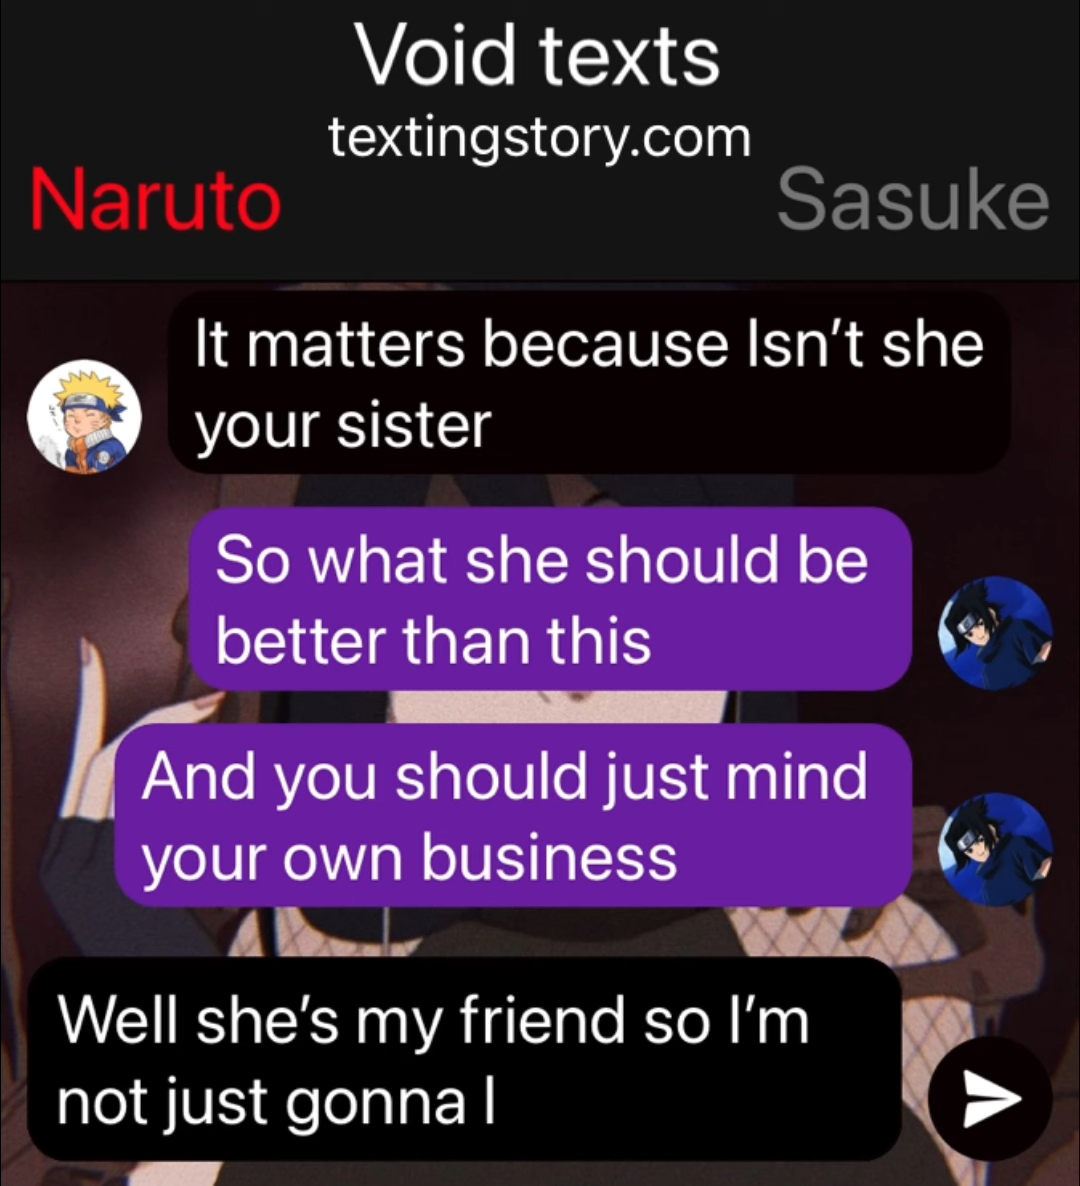 Void texts
textingstory.com
Naruto
Sasuke
It matters because Isn't she
your sister
So what she should be
better than this
And you should just mind
your own business
Well she's my friend so I'm
not just gonna l